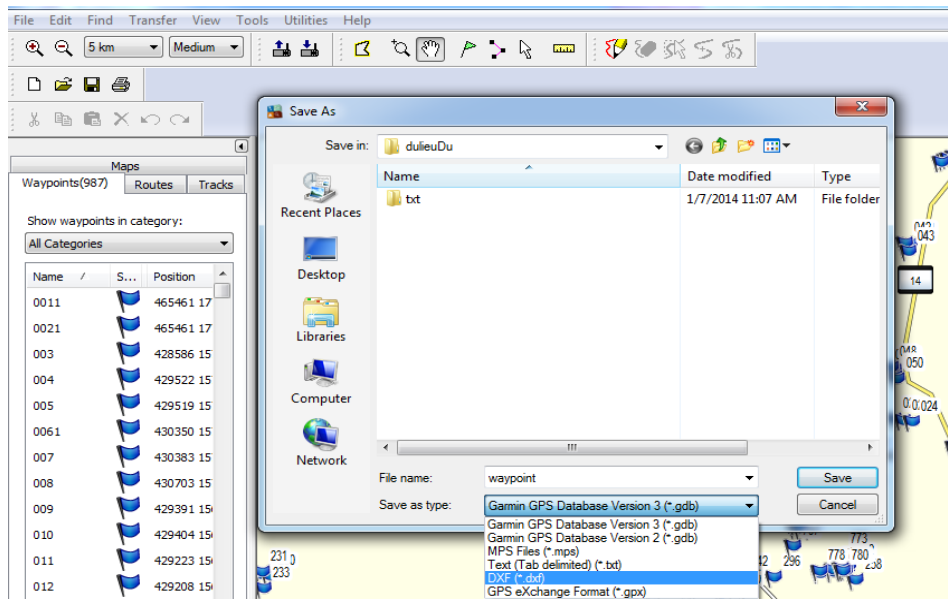 File Edit Find Transfer View Tools Utilities Help
5 km Medium
Save As
Save in: dulieuDu
Maps
Waypoints(987) Routes Tracks
Name Date modified Type
txt 1/7/2014 11:07 AM File folder
Recent Places
Show waypoints in category:
All Categories
Desktop
Name / S... Position
0011 465461 17
0021 465461 17
003 428586 15
004 429522 15
005 429519 15
0061 430350 15
007 430383 15
008 430703 15
009 429391 15
010 429404 15
011 429223 15
012 429208 15
Libraries
Computer
Network
File name: waypoint Save
Save as type: Garmin GPS Database Version 3 (*.gdb) Cancel
Garmin GPS Database Version 3 (*.gdb)
Garmin GPS Database Version 2 (*.gdb)
MPS Files (*.mps)
Text (Tab delimited) (*.txt)
DXF (*.dxf)
GPS eXchange Format (*.gpx)
043
14
050
024
231
233
773
296 778 780